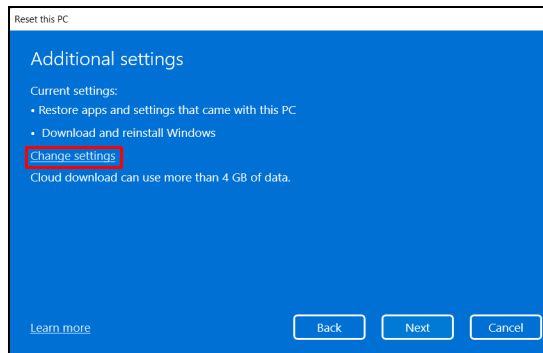 Reset this PC
Additional settings
Current settings:
• Restore apps and settings that came with this PC
• Download and reinstall Windows
Change settings
Cloud download can use more than 4 GB of data.
Learn more
Back
Next
Cancel